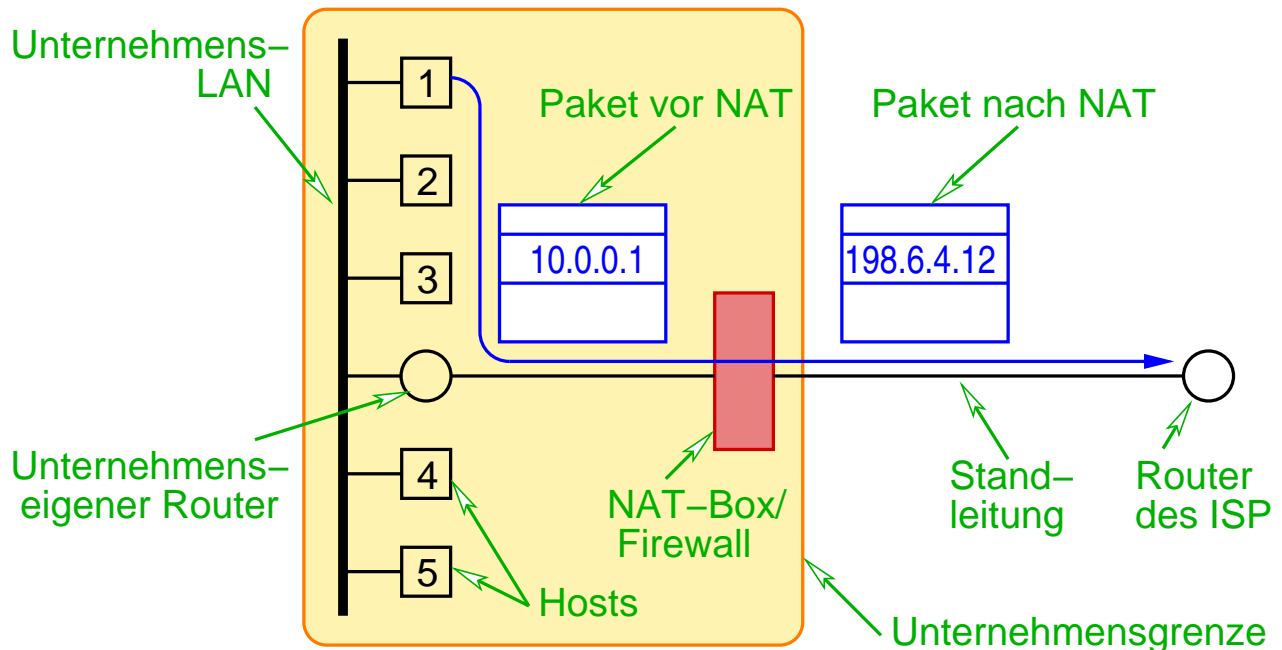 Unternehmens–
LAN
1
Paket vor NAT
Paket nach NAT
2
10.0.0.1
198.6.4.12
3
Unternehmens–
eigener Router
4
NAT–Box/
Firewall
Stand–
leitung
Router
des ISP
5
Hosts
Unternehmensgrenze